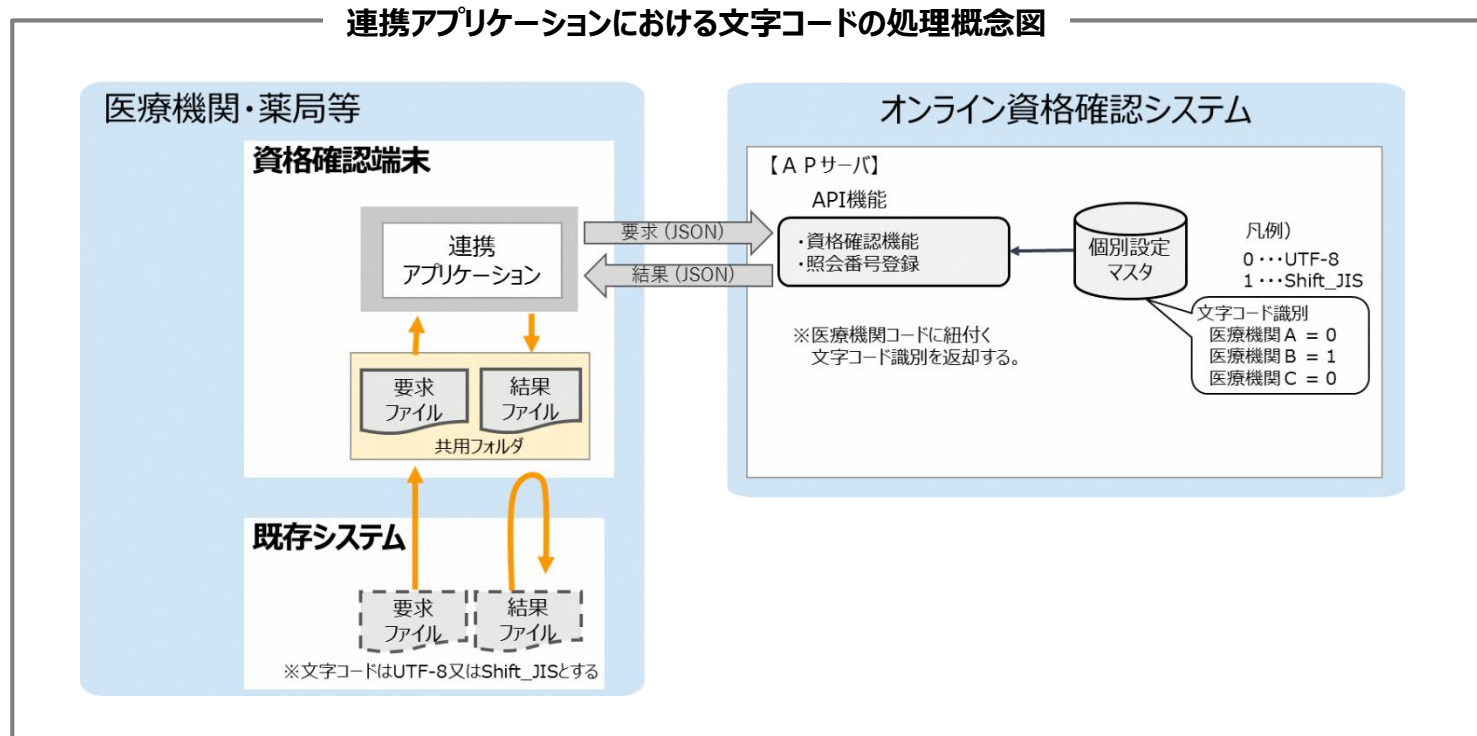 連携アプリケーションにおける文字コードの処理概念図
医療機関・薬局等
資格確認端末
連携
アプリケーション
要求
ファイル
結果
ファイル
共用フォルダ
既存システム
要求
ファイル
結果
ファイル
※文字コードはUTF-8又はShift_JISとする
要求(JSON)
結果(JSON)
オンライン資格確認システム
【APサーバ】
API機能
・資格確認機能
・照会番号登録
※医療機関コードに紐付く
文字コード識別を返却する。
個別設定
マスタ
凡例)
0・・・UTF-8
1・・・Shift_JIS
文字コード識別
医療機関A = 0
医療機関B = 1
医療機関C = 0